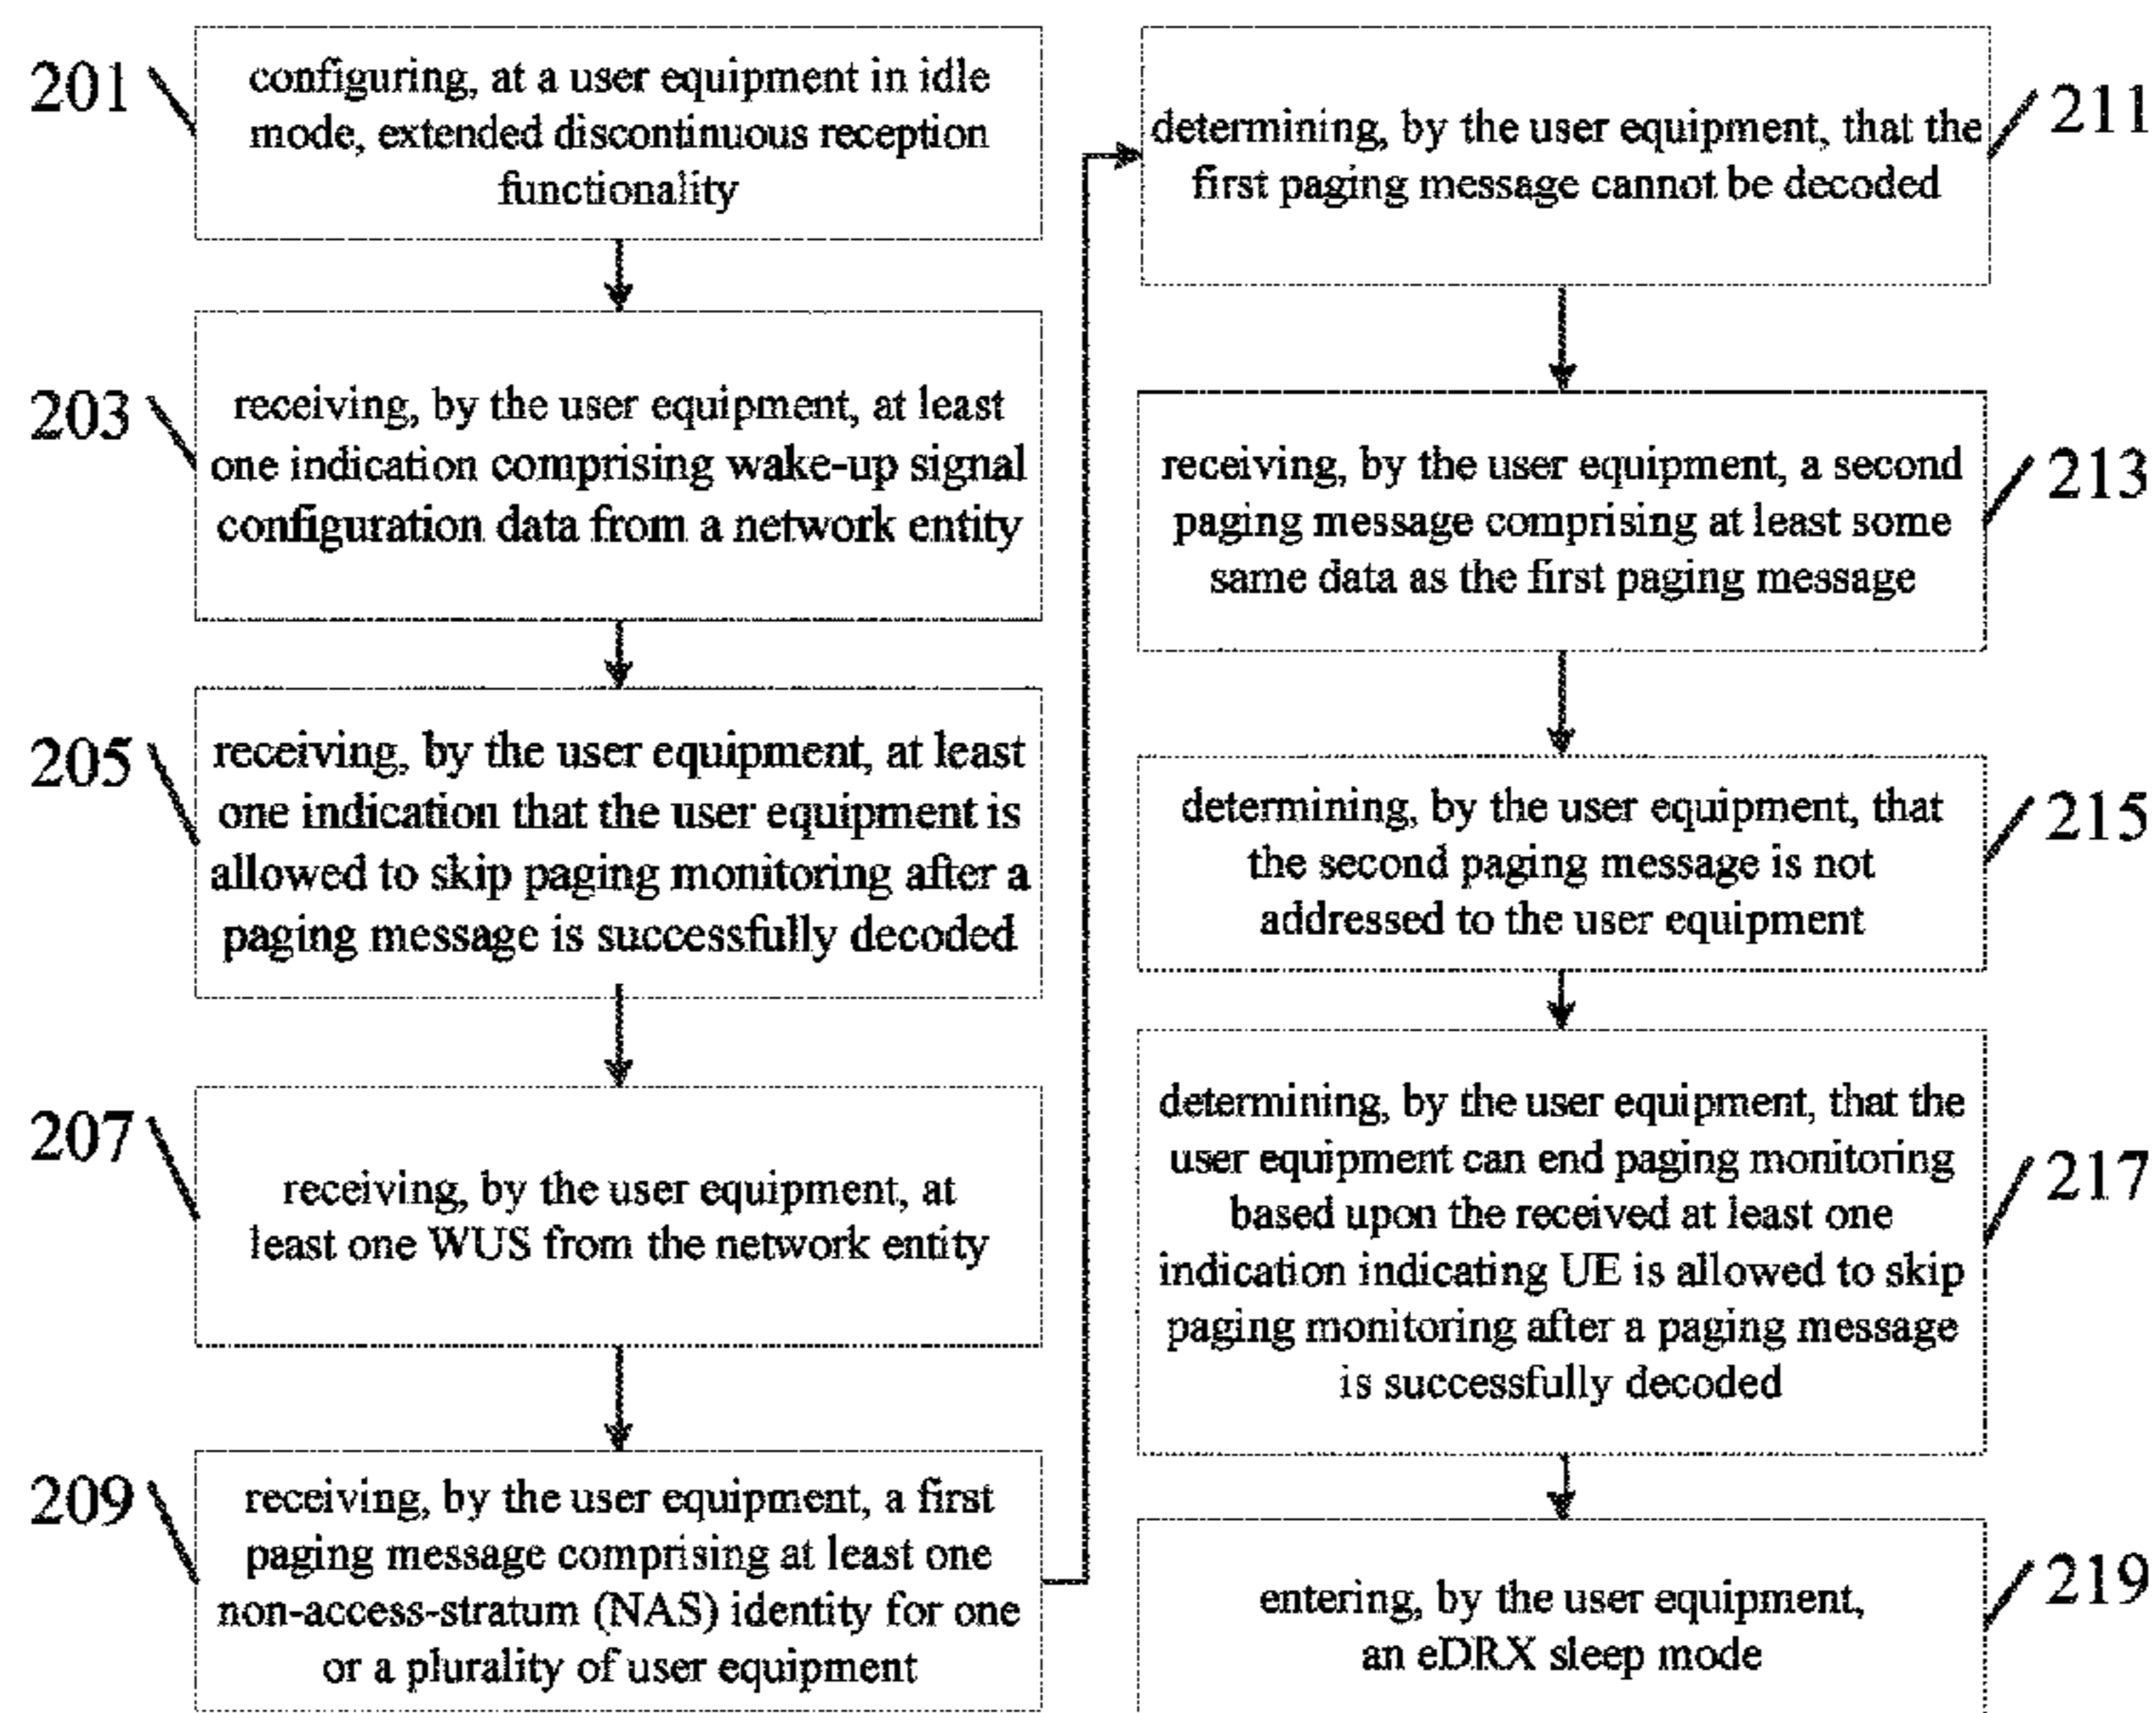 201
configuring, at a user equipment in idle
mode, extended discontinuous reception
functionality
203
receiving, by the user equipment, at least
one indication comprising wake-up signal
configuration data from a network entity
205
receiving, by the user equipment, at least
one indication that the user equipment is
allowed to skip paging monitoring after a
paging message is successfully decoded
207
receiving, by the user equipment, at
least one WUS from the network entity
209
receiving, by the user equipment, a first
paging message comprising at least one
non-access-stratum (NAS) identity for one
or a plurality of user equipment
211
determining, by the user equipment, that the
first paging message cannot be decoded
213
receiving, by the user equipment, a second
paging message comprising at least some
same data as the first paging message
215
determining, by the user equipment, that
the second paging message is not
addressed to the user equipment
217
determining, by the user equipment, that the
user equipment can end paging monitoring
based upon the received at least one
indication indicating UE is allowed to skip
paging monitoring after a paging message
is successfully decoded
219
entering, by the user equipment,
an eDRX sleep mode